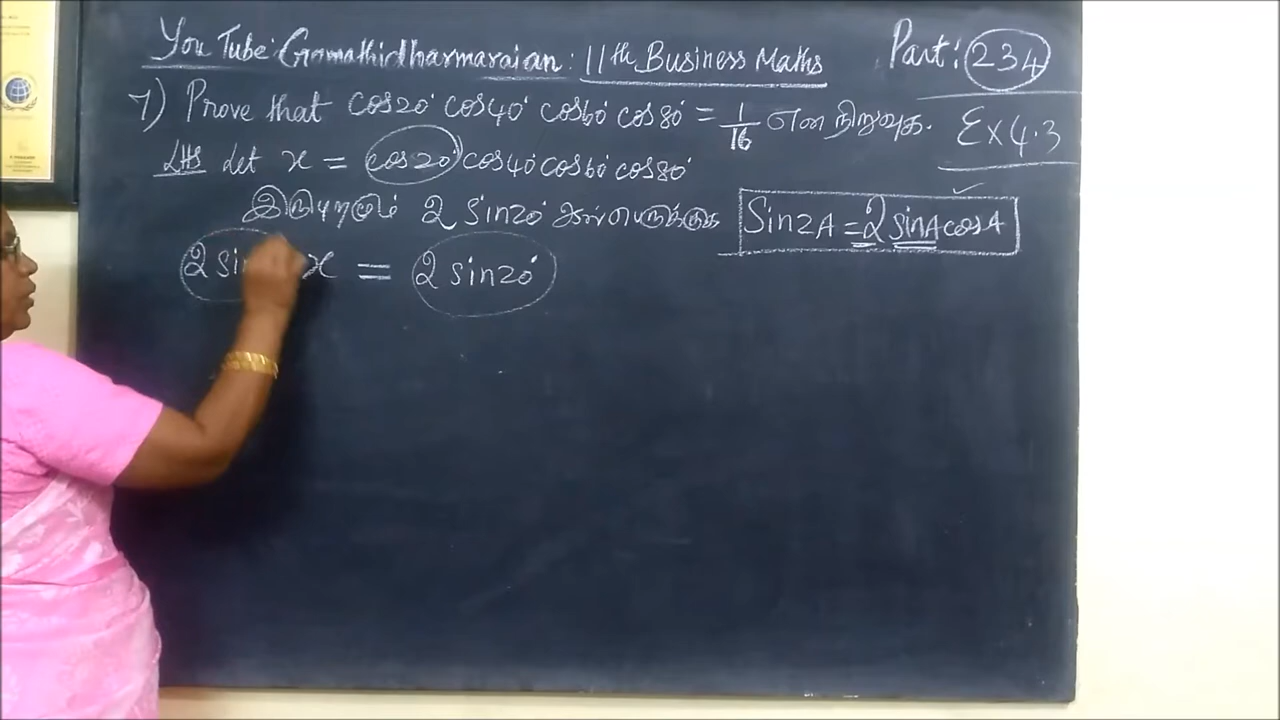 You Tube: Gomathidharmaraian: 11th Business Maths Part: 234
7) Prove that cos20° cos40° cos60° cos80° = 1/16 என நிறுவுக. Ex 4.3
LHS Let x = cos20° cos40° cos60° cos80°
இருபுறமும் 2 sin20° ஆல் பெருக்குக Sin2A = 2 sinA cosA
2 sin x = 2 sin20°